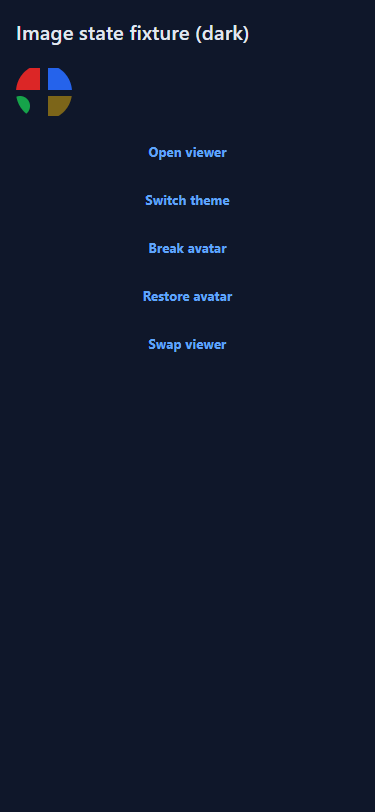 Image state fixture (dark)
Open viewer
Switch theme
Break avatar
Restore avatar
Swap viewer